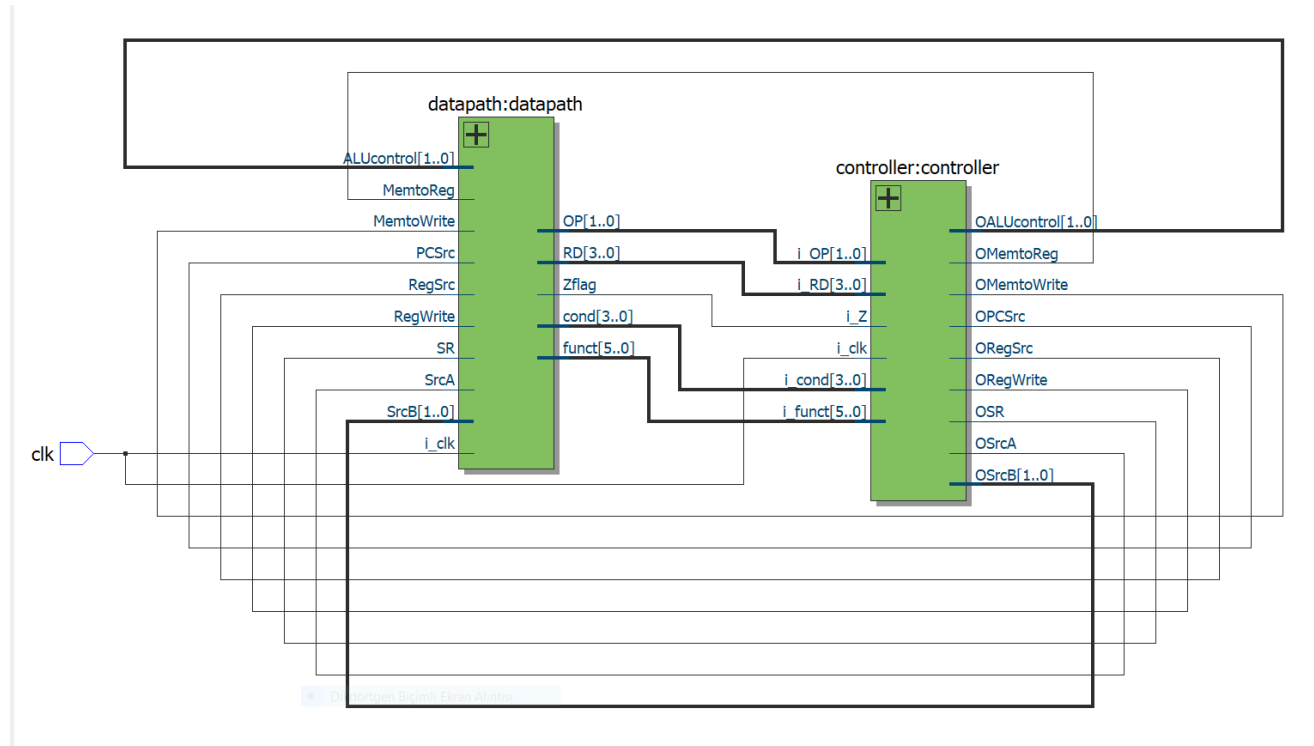 datapath:datapath
ALUcontrol[1..0]
MemtoReg
MemtoWrite
PCSrc
RegSrc
RegWrite
SR
SrcA
SrcB[1..0]
i_clk
OP[1..0]
RD[3..0]
Zflag
cond[3..0]
funct[5..0]
controller:controller
i_OP[1..0]
i_RD[3..0]
i_Z
i_clk
i_cond[3..0]
i_funct[5..0]
OALUcontrol[1..0]
OMemtoReg
OMemtoWrite
OPCSrc
ORegSrc
ORegWrite
OSR
OSrcA
OSrcB[1..0]
clk
Dikdörtgen Biçimli Ekran Alıntısı